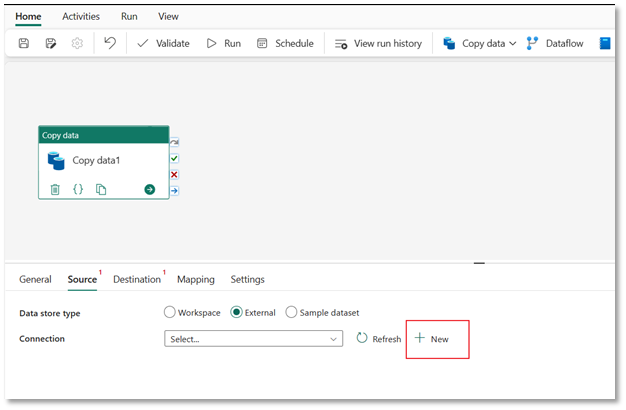 Home Activities Run View
Validate Run Schedule View run history Copy data Dataflow
Copy data
Copy data1
{}
General Source 1 Destination 1 Mapping Settings
Data store type Workspace External Sample dataset
Connection Select... Refresh New